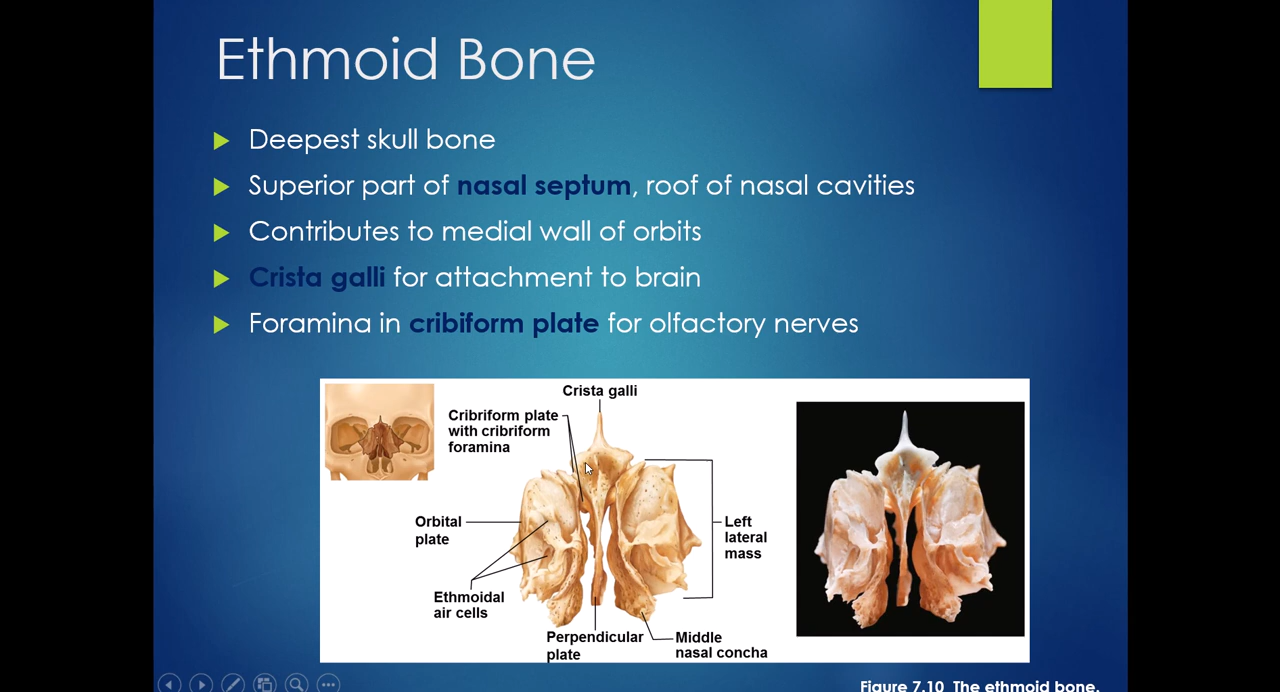 Ethmoid Bone
Deepest skull bone
Superior part of nasal septum, roof of nasal cavities
Contributes to medial wall of orbits
Crista galli for attachment to brain
Foramina in cribiform plate for olfactory nerves
Crista galli
Cribriform plate
with cribriform
foramina
Orbital
plate
Left
lateral
mass
Ethmoidal
air cells
Perpendicular
plate
Middle
nasal concha
Figure 7.10 The ethmoid bone.